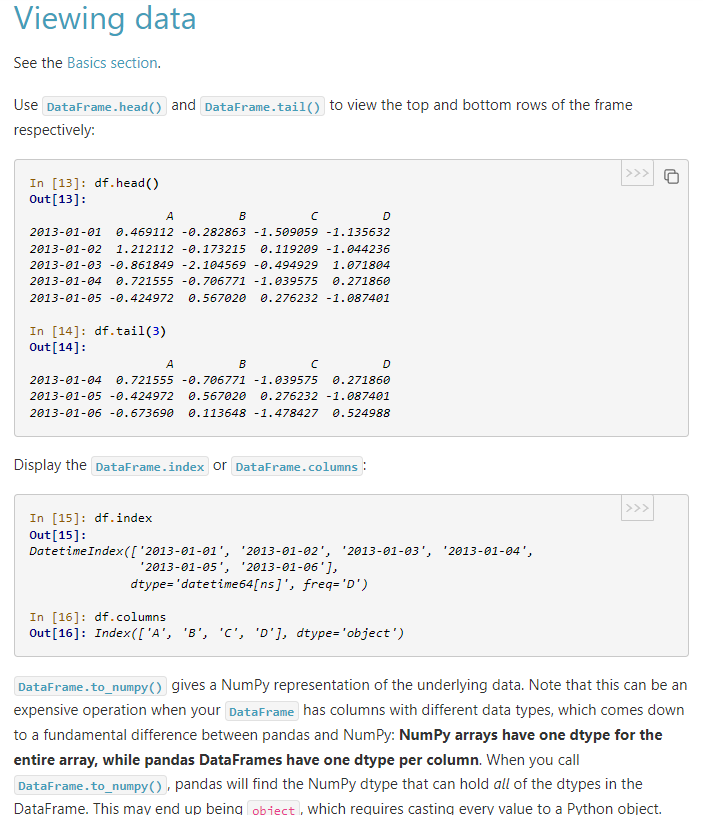 Viewing data
See the Basics section.
Use DataFrame.head() and DataFrame.tail() to view the top and bottom rows of the frame
respectively:
>>>
In [13]: df.head()
Out[13]:
                   A         B         C         D
2013-01-01  0.469112 -0.282863 -1.509059 -1.135632
2013-01-02  1.212112 -0.173215  0.119209 -1.044236
2013-01-03 -0.861849 -2.104569 -0.494929  1.071804
2013-01-04  0.721555 -0.706771 -1.039575  0.271860
2013-01-05 -0.424972  0.567020  0.276232 -1.087401
In [14]: df.tail(3)
Out[14]:
                   A         B         C         D
2013-01-04  0.721555 -0.706771 -1.039575  0.271860
2013-01-05 -0.424972  0.567020  0.276232 -1.087401
2013-01-06 -0.673690  0.113648 -1.478427  0.524988
Display the DataFrame.index or DataFrame.columns:
>>>
In [15]: df.index
Out[15]:
DatetimeIndex(['2013-01-01', '2013-01-02', '2013-01-03', '2013-01-04',
               '2013-01-05', '2013-01-06'],
              dtype='datetime64[ns]', freq='D')
In [16]: df.columns
Out[16]: Index(['A', 'B', 'C', 'D'], dtype='object')
DataFrame.to_numpy() gives a NumPy representation of the underlying data. Note that this can be an
expensive operation when your DataFrame has columns with different data types, which comes down
to a fundamental difference between pandas and NumPy: NumPy arrays have one dtype for the
entire array, while pandas DataFrames have one dtype per column. When you call
DataFrame.to_numpy(), pandas will find the NumPy dtype that can hold all of the dtypes in the
DataFrame. This may end up being object, which requires casting every value to a Python object.